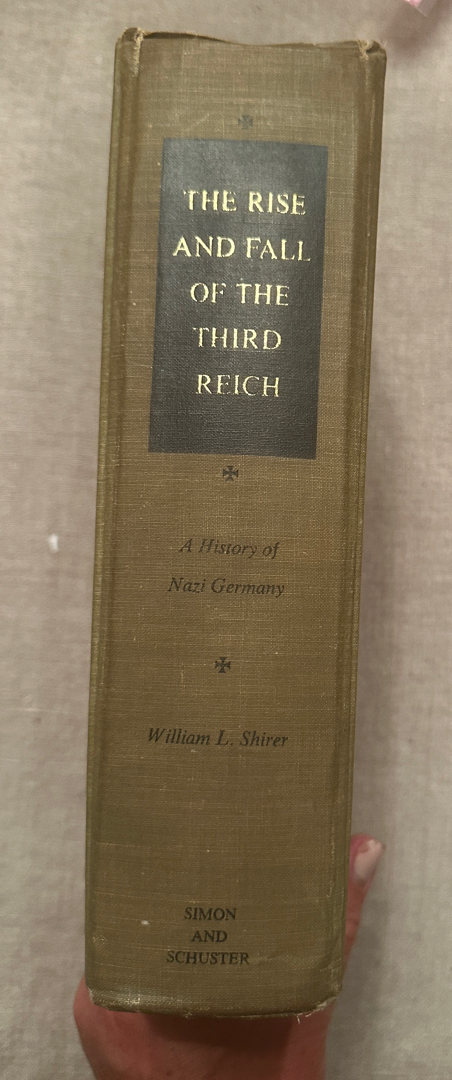 THE RISE
AND FALL
OF THE
THIRD
REICH
A History of
Nazi Germany
William L. Shirer
SIMON
AND
SCHUSTER